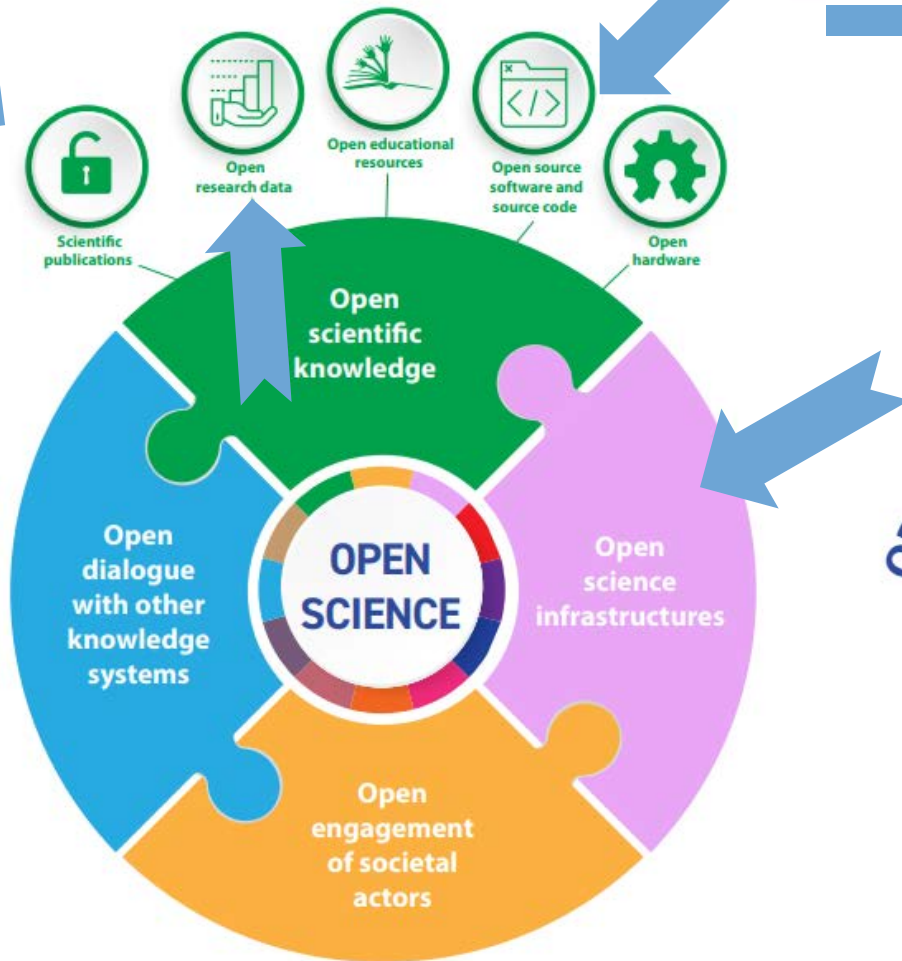 Scientific
publications
Open
research data
Open educational
resources
</>
Open source
software and
source code
Open
hardware
Open
scientific
knowledge
Open
dialogue
with other
knowledge
systems
OPEN
SCIENCE
Open
science
infrastructures
Open
engagement
of societal
actors